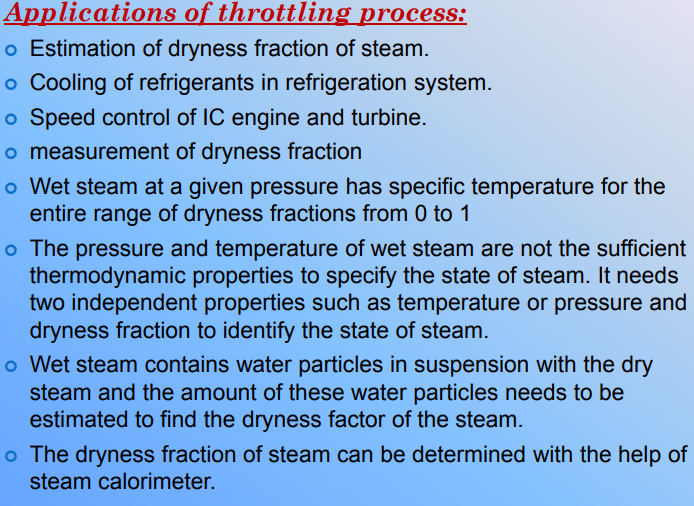 Applications of throttling process:
Estimation of dryness fraction of steam.
Cooling of refrigerants in refrigeration system.
Speed control of IC engine and turbine.
measurement of dryness fraction
Wet steam at a given pressure has specific temperature for the
entire range of dryness fractions from 0 to 1
The pressure and temperature of wet steam are not the sufficient
thermodynamic properties to specify the state of steam. It needs
two independent properties such as temperature or pressure and
dryness fraction to identify the state of steam.
Wet steam contains water particles in suspension with the dry
steam and the amount of these water particles needs to be
estimated to find the dryness factor of the steam.
The dryness fraction of steam can be determined with the help of
steam calorimeter.